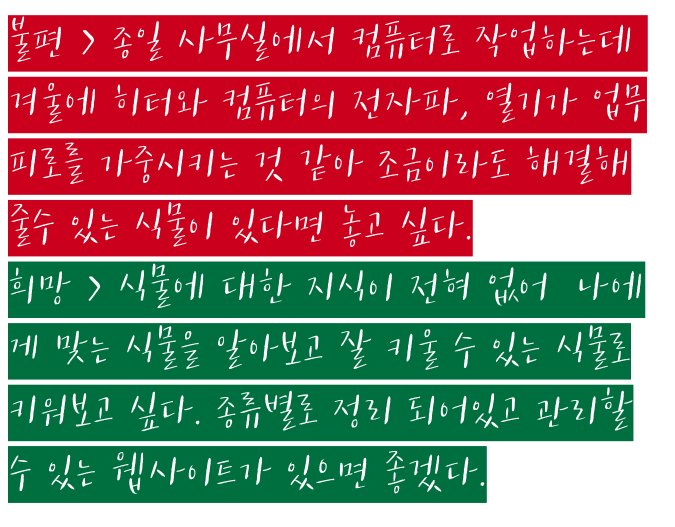 불편 > 종일 사무실에서 컴퓨터로 작업하는데
겨울에 히터와 컴퓨터의 전자파, 열기가 업무
피로를 가중시키는 것 같아 조금이라도 해결해
줄수 있는 식물이 있다면 놓고 싶다.
희망 > 식물에 대한 지식이 전혀 없어 나에
게 맞는 식물을 알아보고 잘 키울 수 있는 식물로
키워보고 싶다. 종류별로 정리 되어있고 관리할
수 있는 웹사이트가 있으면 좋겠다.